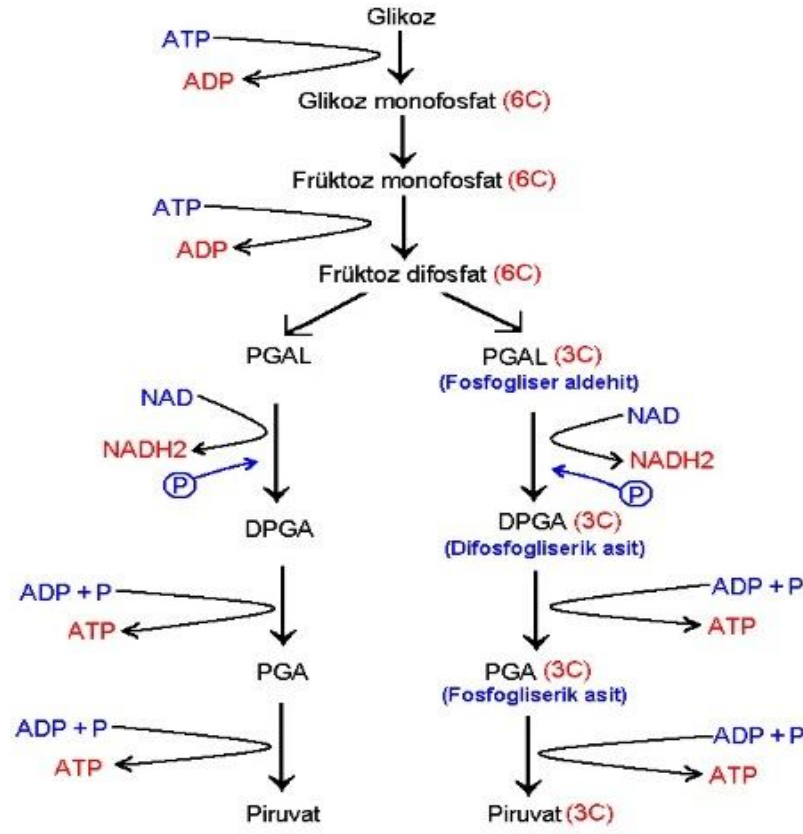 Glikoz
ATP
ADP
Glikoz monofosfat (6C)
Früktoz monofosfat (6C)
ATP
ADP
Früktoz difosfat (6C)
PGAL PGAL (3C)
(Fosfogliser aldehit)
NAD NAD
NADH2 NADH2
P P
DPGA DPGA (3C)
(Difosfogliserik asit)
ADP + P ADP + P
ATP ATP
PGA PGA (3C)
(Fosfogliserik asit)
ADP + P ADP + P
ATP ATP
Piruvat Piruvat (3C)